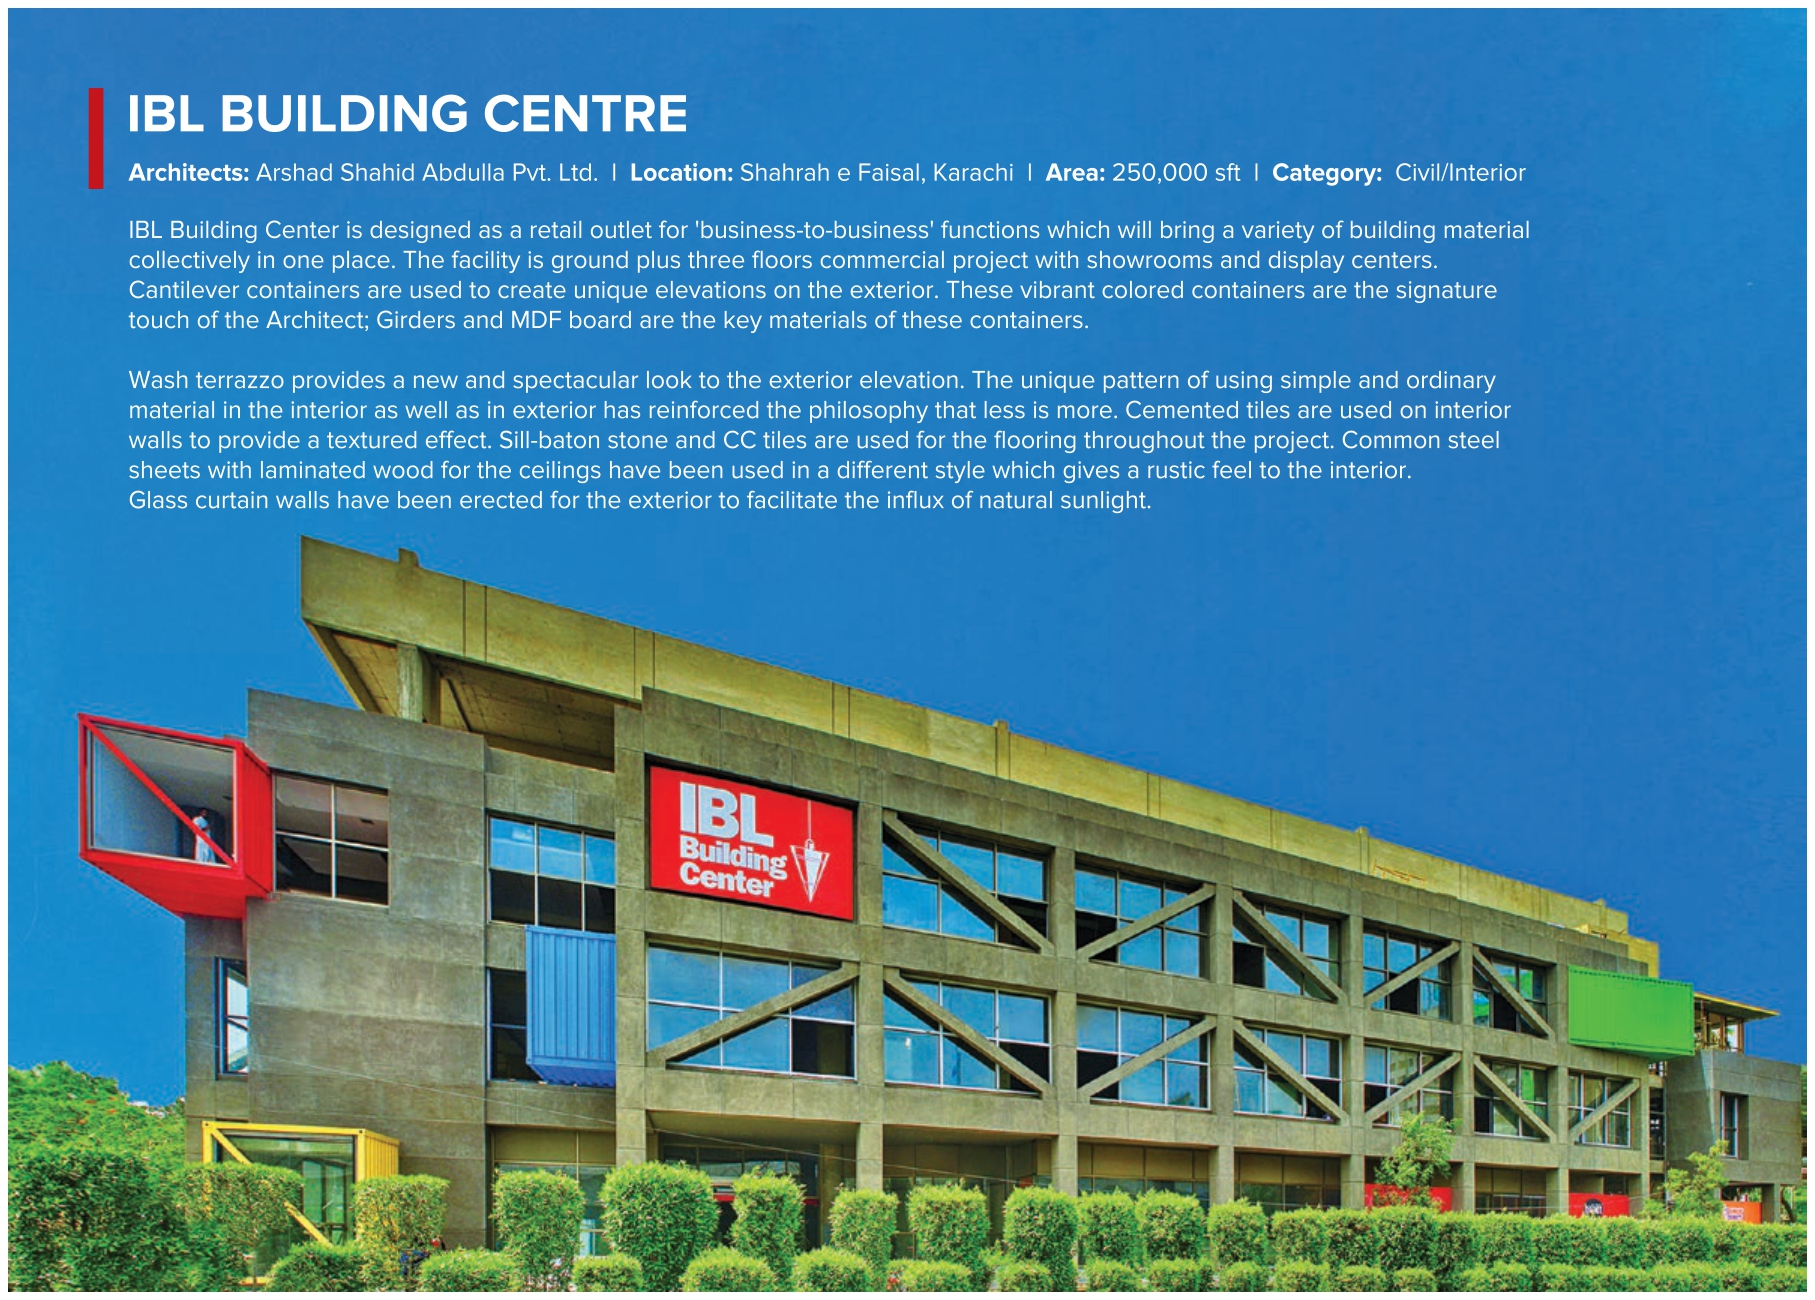 IBL BUILDING CENTRE
Architects: Arshad Shahid Abdulla Pvt. Ltd. | Location: Shahrah e Faisal, Karachi | Area: 250,000 sft | Category: Civil/Interior
IBL Building Center is designed as a retail outlet for 'business-to-business' functions which will bring a variety of building material
collectively in one place. The facility is ground plus three floors commercial project with showrooms and display centers.
Cantilever containers are used to create unique elevations on the exterior. These vibrant colored containers are the signature
touch of the Architect; Girders and MDF board are the key materials of these containers.
Wash terrazzo provides a new and spectacular look to the exterior elevation. The unique pattern of using simple and ordinary
material in the interior as well as in exterior has reinforced the philosophy that less is more. Cemented tiles are used on interior
walls to provide a textured effect. Sill-baton stone and CC tiles are used for the flooring throughout the project. Common steel
sheets with laminated wood for the ceilings have been used in a different style which gives a rustic feel to the interior.
Glass curtain walls have been erected for the exterior to facilitate the influx of natural sunlight.
IBL
Building
Center